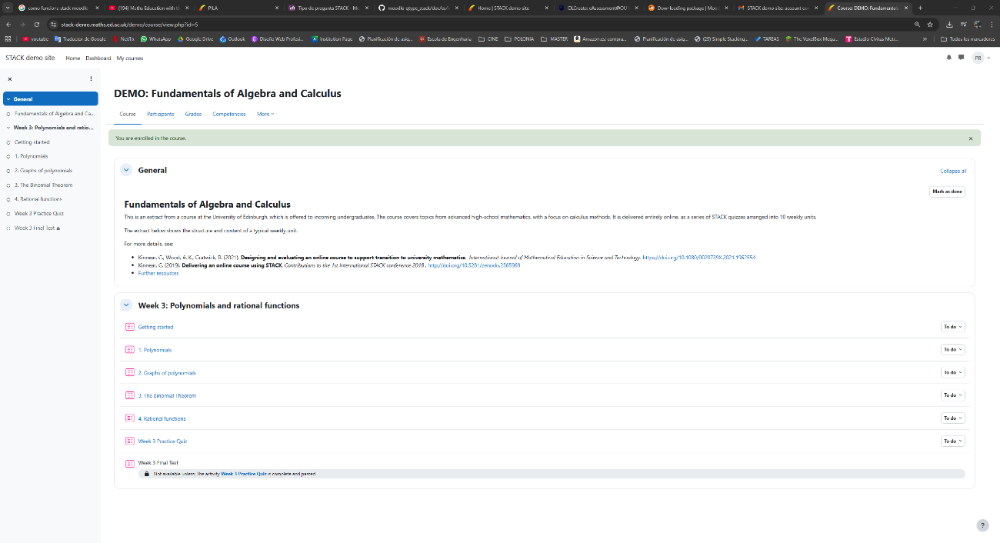 como funciona stack moodle
(194) Maths Education with th
PILA
Tipo de pregunta STACK - Mo
moodle-qtype_stack/doc/es/i
Home | STACK demo site
OLCreate: eAssessment@OU
Downloading package | Moo
STACK demo site: account con
Course: DEMO: Fundamentals
stack-demo.maths.ed.ac.uk/demo/course/view.php?id=5
youtube
Traductor de Google
Netflix
WhatsApp
Google Drive
Outlook
Diseño Web Profesi...
Institution Page
Planificación de asig...
Escola de Enxeñaria
CINE
POLONIA
MASTER
Amazon.es: compra...
Planificación de asig...
(29) Simple Stacking...
TAREAS
The VoxelBox Mega...
Estadio Cívitas Metr...
»
Todos los marcadores
STACK demo site
Home
Dashboard
My courses
PB
General
Fundamentals of Algebra and Ca...
Week 3: Polynomials and ratio...
Getting started
1. Polynomials
2. Graphs of polynomials
3. The Binomial Theorem
4. Rational functions
Week 3 Practice Quiz
Week 3 Final Test
DEMO: Fundamentals of Algebra and Calculus
Course
Participants
Grades
Competencies
More
You are enrolled in the course.
General
Collapse all
Mark as done
Fundamentals of Algebra and Calculus
This is an extract from a course at the University of Edinburgh, which is offered to incoming undergraduates. The course covers topics from advanced high-school mathematics, with a focus on calculus methods. It is delivered entirely online, as a series of STACK quizzes arranged into 10 weekly units.
The extract below shows the structure and content of a typical weekly unit.
For more details, see:
• Kinnear, G., Wood, A. K., Gratwick, R. (2021). Designing and evaluating an online course to support transition to university mathematics. International Journal of Mathematical Education in Science and Technology. https://doi.org/10.1080/0020739X.2021.1962554
• Kinnear, G. (2019). Delivering an online course using STACK. Contributions to the 1st International STACK conference 2018 . http://doi.org/10.5281/zenodo.2565969
• Further resources
Week 3: Polynomials and rational functions
Getting started
To do
1. Polynomials
To do
2. Graphs of polynomials
To do
3. The Binomial Theorem
To do
4. Rational functions
To do
Week 3 Practice Quiz
To do
Week 3 Final Test
Not available unless: The activity Week 3 Practice Quiz is complete and passed
?